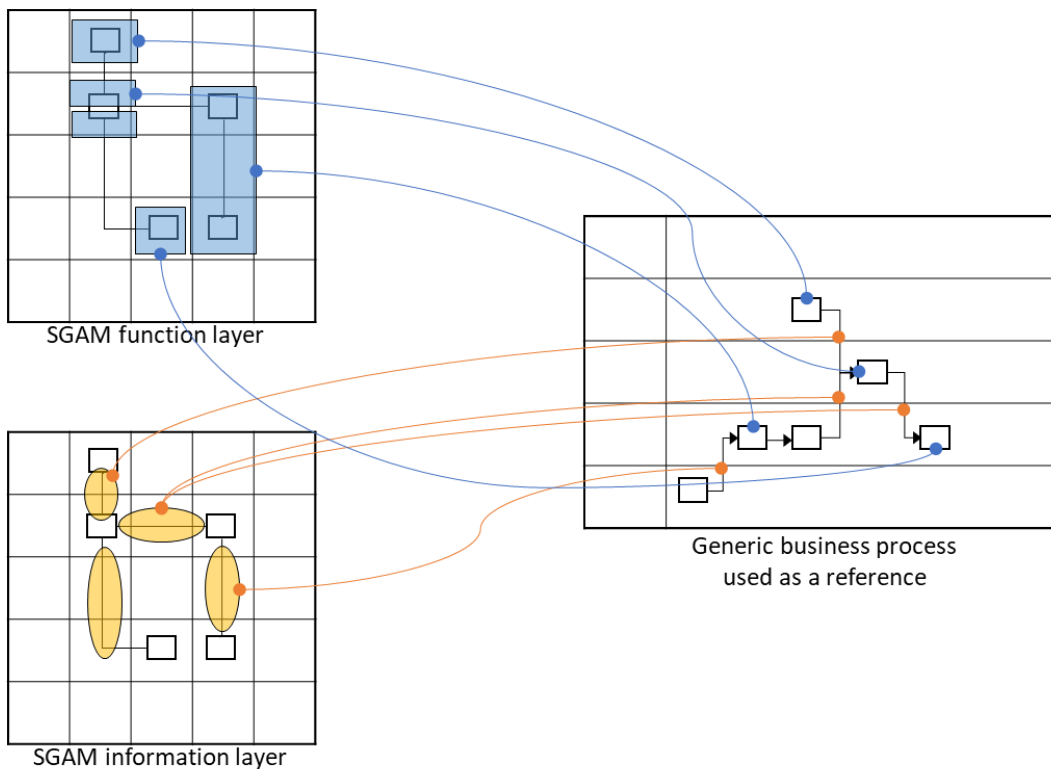 SGAM function layer
Generic business process
used as a reference
SGAM information layer